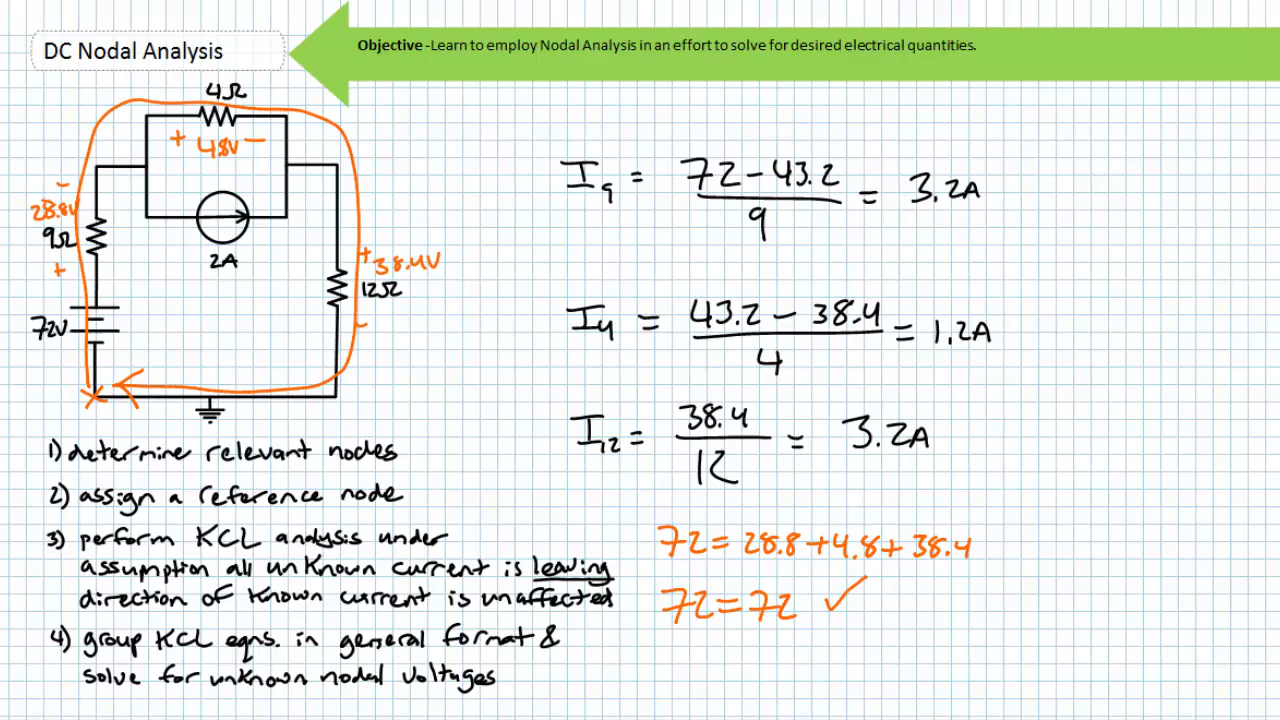 DC Nodal Analysis
Objective -Learn to employ Nodal Analysis in an effort to solve for desired electrical quantities.
4Ω
+ 4.8V −
−
28.8V
9Ω
+
2A
+ 38.4V
12Ω
−
72V
I9 = 72 − 43.2 / 9 = 3.2A
I4 = 43.2 − 38.4 / 4 = 1.2A
I12 = 38.4 / 12 = 3.2A
72 = 28.8 + 4.8 + 38.4
72 = 72 ✓
1) determine relevant nodes
2) assign a reference node
3) perform KCL analysis under
assumption all unknown current is leaving
direction of known current is unaffected
4) group KCL eqns. in general format &
solve for unknown nodal voltages